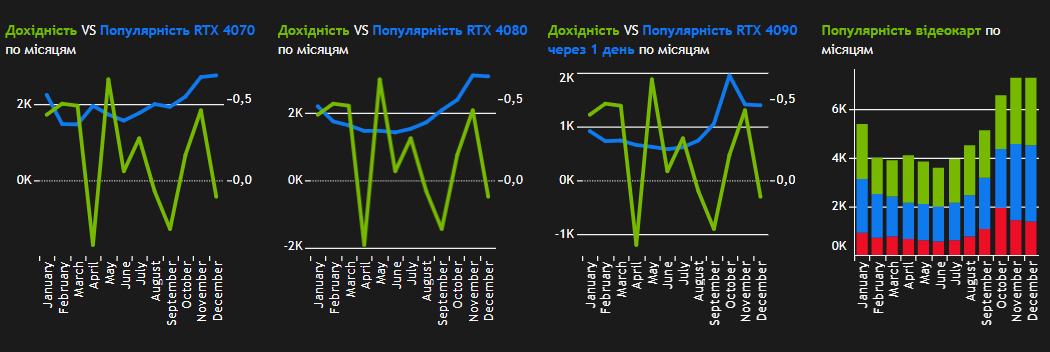 Дохідність VS Популярність RTX 4070
по місяцям
2K
0K
0,5
0,0
January
February
March
April
May
June
July
August
September
October
November
December
Дохідність VS Популярність RTX 4080
по місяцям
2K
0K
-2K
0,5
0,0
January
February
March
April
May
June
July
August
September
October
November
December
Дохідність VS Популярність RTX 4090
через 1 день по місяцям
2K
1K
0K
-1K
0,5
0,0
January
February
March
April
May
June
July
August
September
October
November
December
Популярність відеокарт по
місяцям
6K
4K
2K
0K
January
February
March
April
May
June
July
August
September
October
November
December